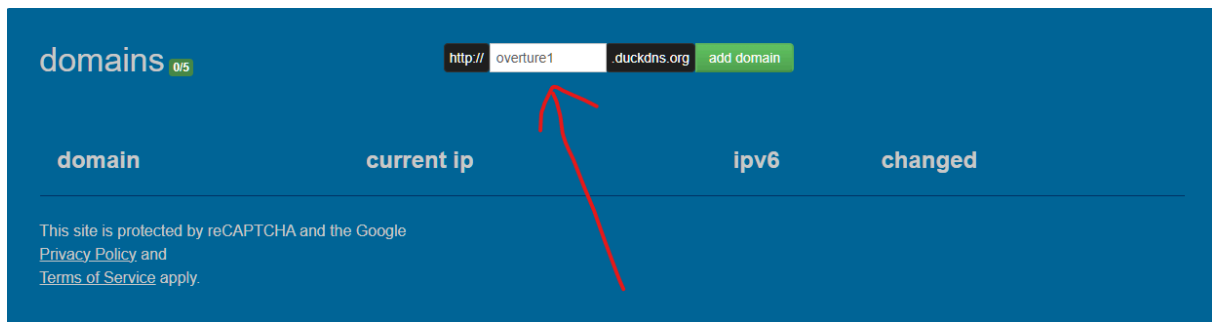 domains 0/5
http:// overture1 .duckdns.org add domain
domain current ip ipv6 changed
This site is protected by reCAPTCHA and the Google
Privacy Policy and
Terms of Service apply.